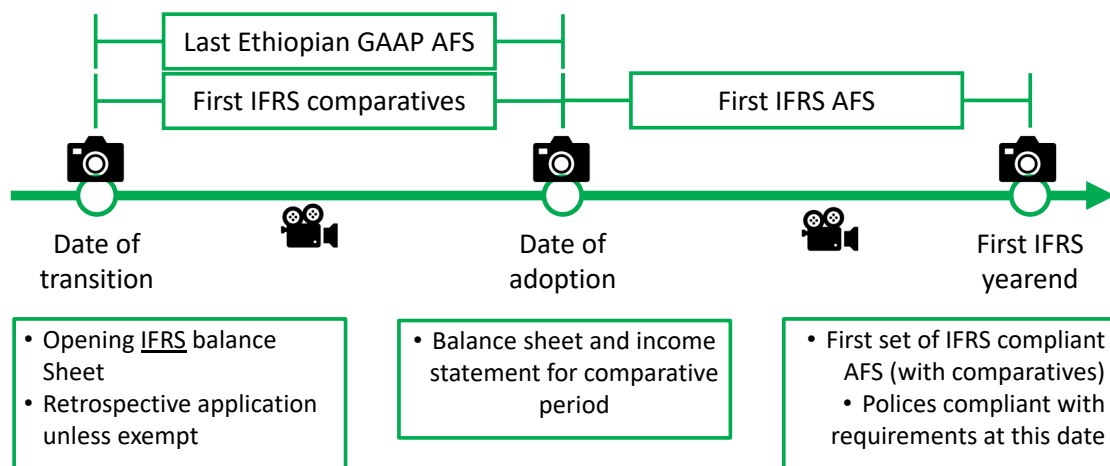 Last Ethiopian GAAP AFS
First IFRS comparatives
First IFRS AFS
Date of
transition
Date of
adoption
First IFRS
yearend
• Opening IFRS balance
Sheet
• Retrospective application
unless exempt
• Balance sheet and income
statement for comparative
period
• First set of IFRS compliant
AFS (with comparatives)
• Polices compliant with
requirements at this date